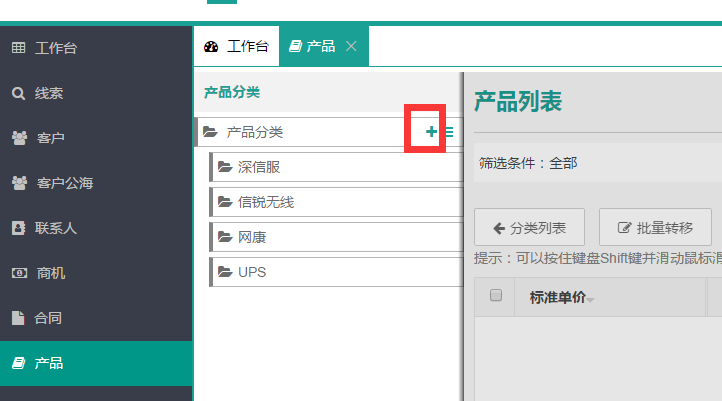 工作台
线索
客户
客户公海
联系人
商机
合同
产品
工作台
产品
产品分类
产品分类
深信服
信锐无线
网康
UPS
产品列表
筛选条件：全部
分类列表
批量转移
提示：可以按住键盘Shift键并滑动鼠标滑
标准单价